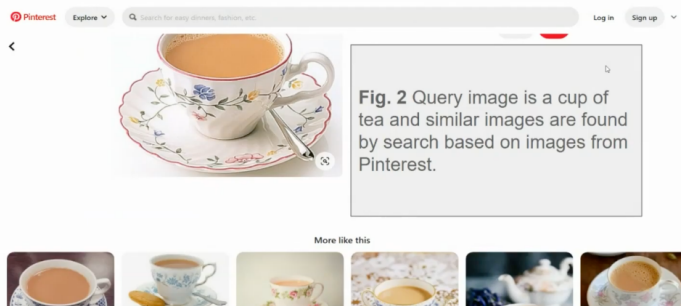 Pinterest
Explore
Search for easy dinners, fashion, etc.
Log in
Sign up
Fig. 2 Query image is a cup of
tea and similar images are found
by search based on images from
Pinterest.
More like this